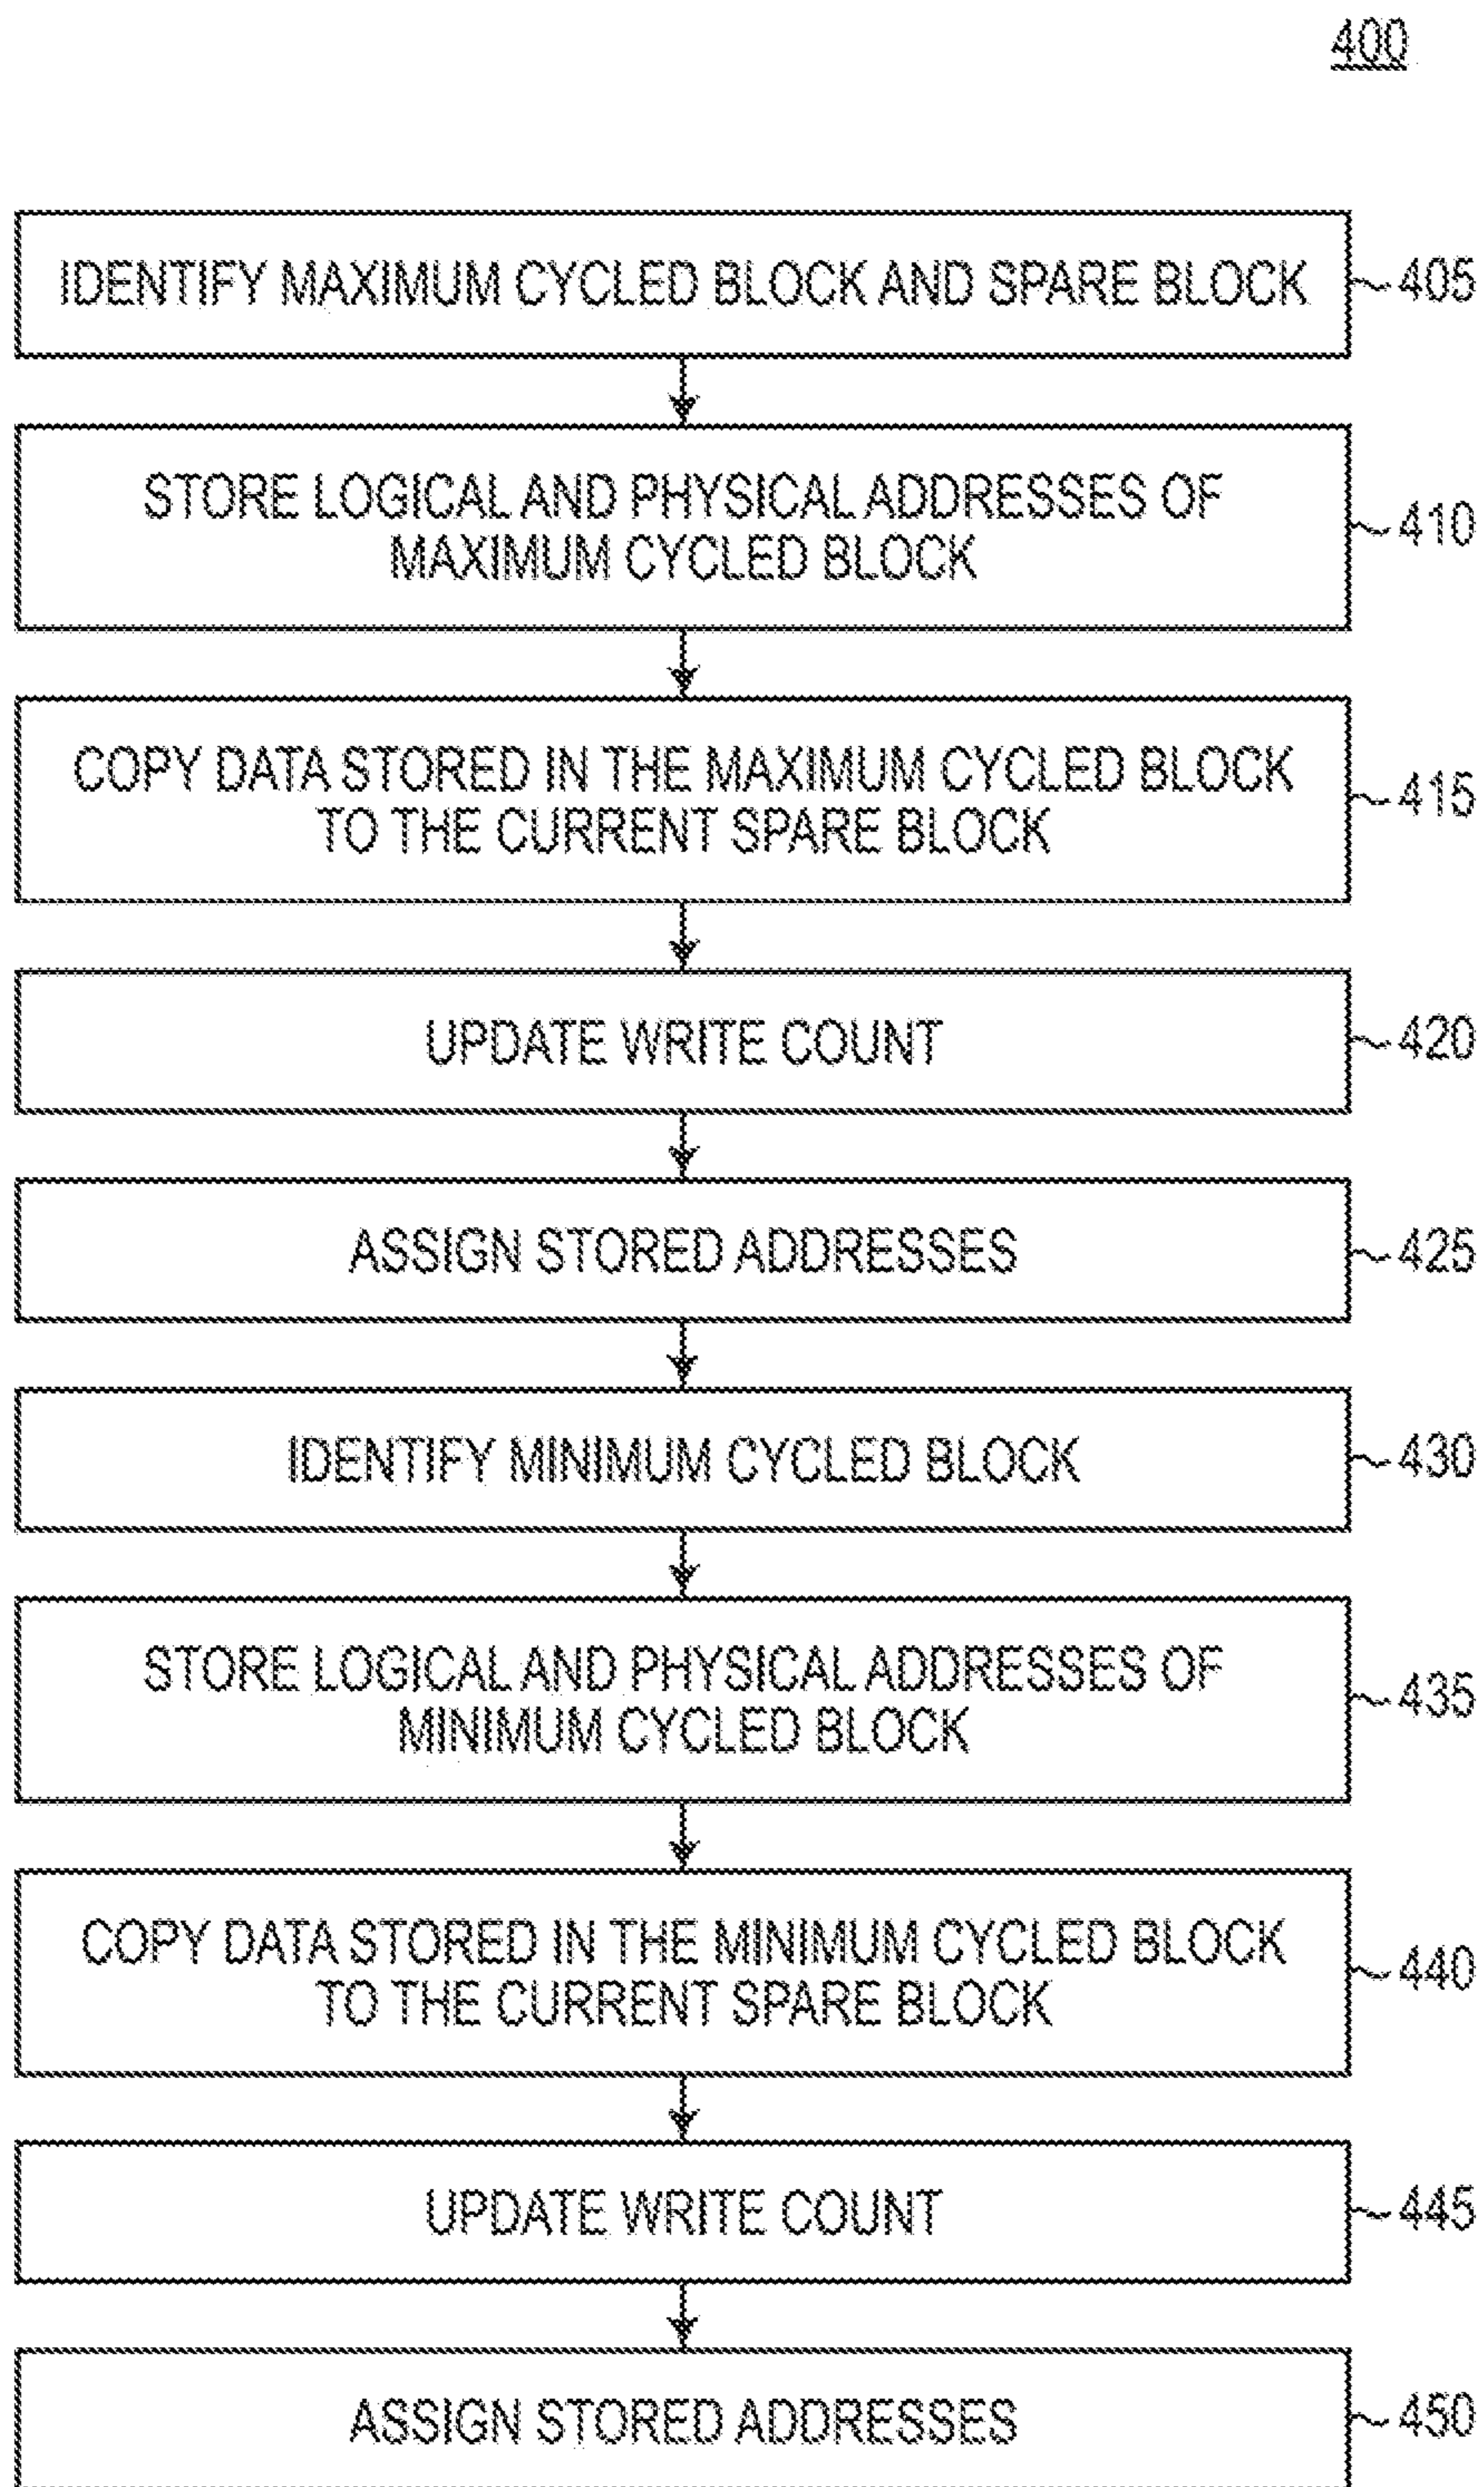 400
IDENTIFY MAXIMUM CYCLED BLOCK AND SPARE BLOCK
405
STORE LOGICAL AND PHYSICAL ADDRESSES OF
MAXIMUM CYCLED BLOCK
410
COPY DATA STORED IN THE MAXIMUM CYCLED BLOCK
TO THE CURRENT SPARE BLOCK
415
UPDATE WRITE COUNT
420
ASSIGN STORED ADDRESSES
425
IDENTIFY MINIMUM CYCLED BLOCK
430
STORE LOGICAL AND PHYSICAL ADDRESSES OF
MINIMUM CYCLED BLOCK
435
COPY DATA STORED IN THE MINIMUM CYCLED BLOCK
TO THE CURRENT SPARE BLOCK
440
UPDATE WRITE COUNT
445
ASSIGN STORED ADDRESSES
450